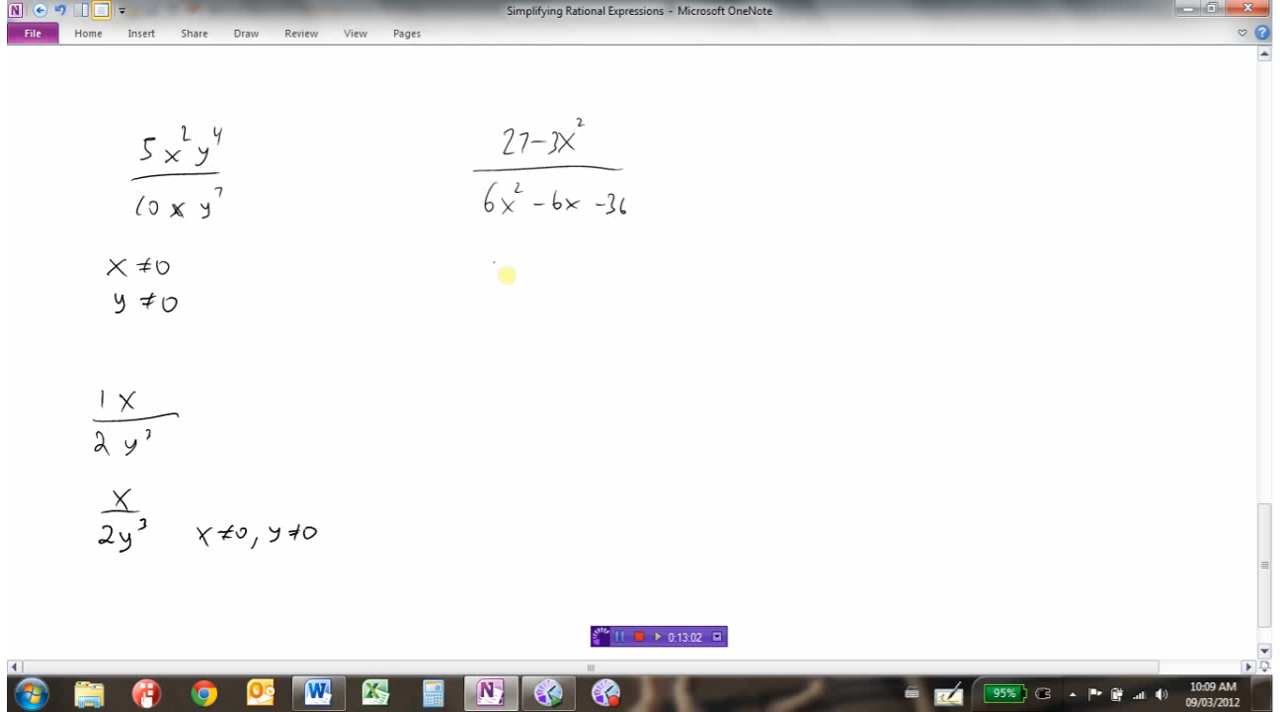 Simplifying Rational Expressions - Microsoft OneNote
File Home Insert Share Draw Review View Pages
5x²y⁴
10xy⁷
x ≠ 0
y ≠ 0
1x
2y³
x
2y³ x ≠ 0, y ≠ 0
27-3x²
6x² - 6x - 36
0:13:02
95%
10:09 AM
09/03/2012